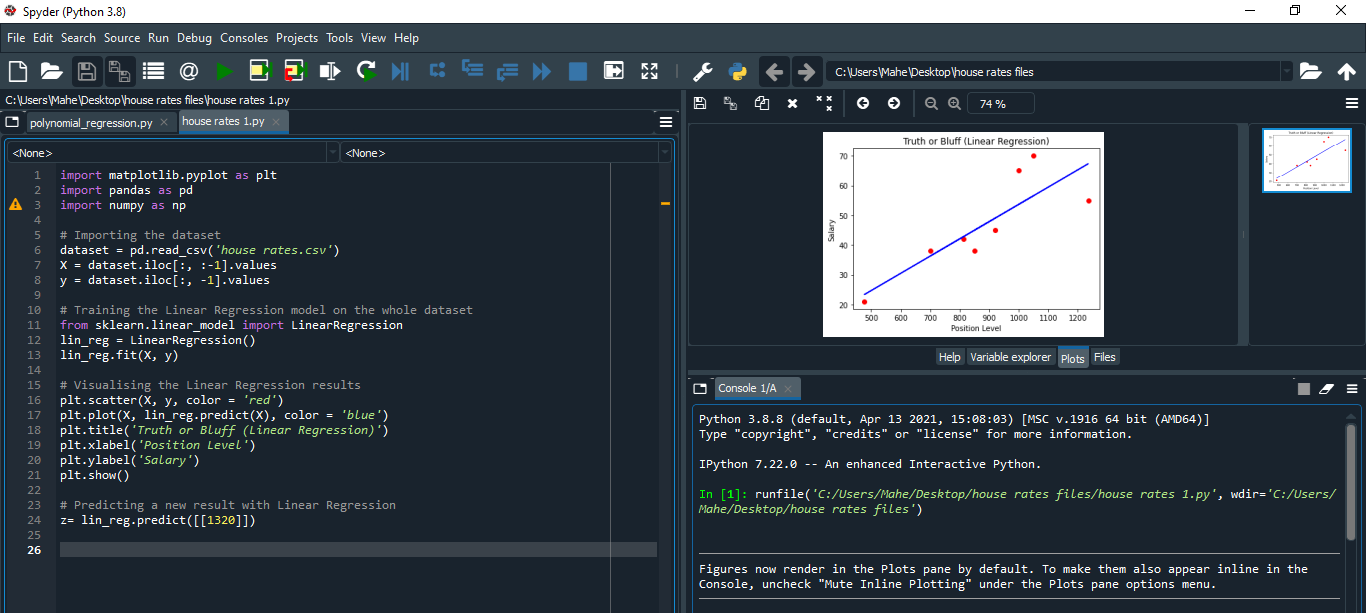 Spyder (Python 3.8)
File Edit Search Source Run Debug Consoles Projects Tools View Help
C:\Users\Mahe\Desktop\house rates files
C:\Users\Mahe\Desktop\house rates files\house rates 1.py
polynomial_regression.py
house rates 1.py
<None>
<None>
1 import matplotlib.pyplot as plt
2 import pandas as pd
3 import numpy as np
4
5 # Importing the dataset
6 dataset = pd.read_csv('house rates.csv')
7 X = dataset.iloc[:, :-1].values
8 y = dataset.iloc[:, -1].values
9
10 # Training the Linear Regression model on the whole dataset
11 from sklearn.linear_model import LinearRegression
12 lin_reg = LinearRegression()
13 lin_reg.fit(X, y)
14
15 # Visualising the Linear Regression results
16 plt.scatter(X, y, color = 'red')
17 plt.plot(X, lin_reg.predict(X), color = 'blue')
18 plt.title('Truth or Bluff (Linear Regression)')
19 plt.xlabel('Position Level')
20 plt.ylabel('Salary')
21 plt.show()
22
23 # Predicting a new result with Linear Regression
24 z= lin_reg.predict([[1320]])
25
26
74 %
Truth or Bluff (Linear Regression)
70
60
50
40
30
20
Salary
500 600 700 800 900 1000 1100 1200
Position Level
Help Variable explorer Plots Files
Console 1/A
Python 3.8.8 (default, Apr 13 2021, 15:08:03) [MSC v.1916 64 bit (AMD64)]
Type "copyright", "credits" or "license" for more information.
IPython 7.22.0 -- An enhanced Interactive Python.
In [1]: runfile('C:/Users/Mahe/Desktop/house rates files/house rates 1.py', wdir='C:/Users/
Mahe/Desktop/house rates files')
Figures now render in the Plots pane by default. To make them also appear inline in the
Console, uncheck "Mute Inline Plotting" under the Plots pane options menu.